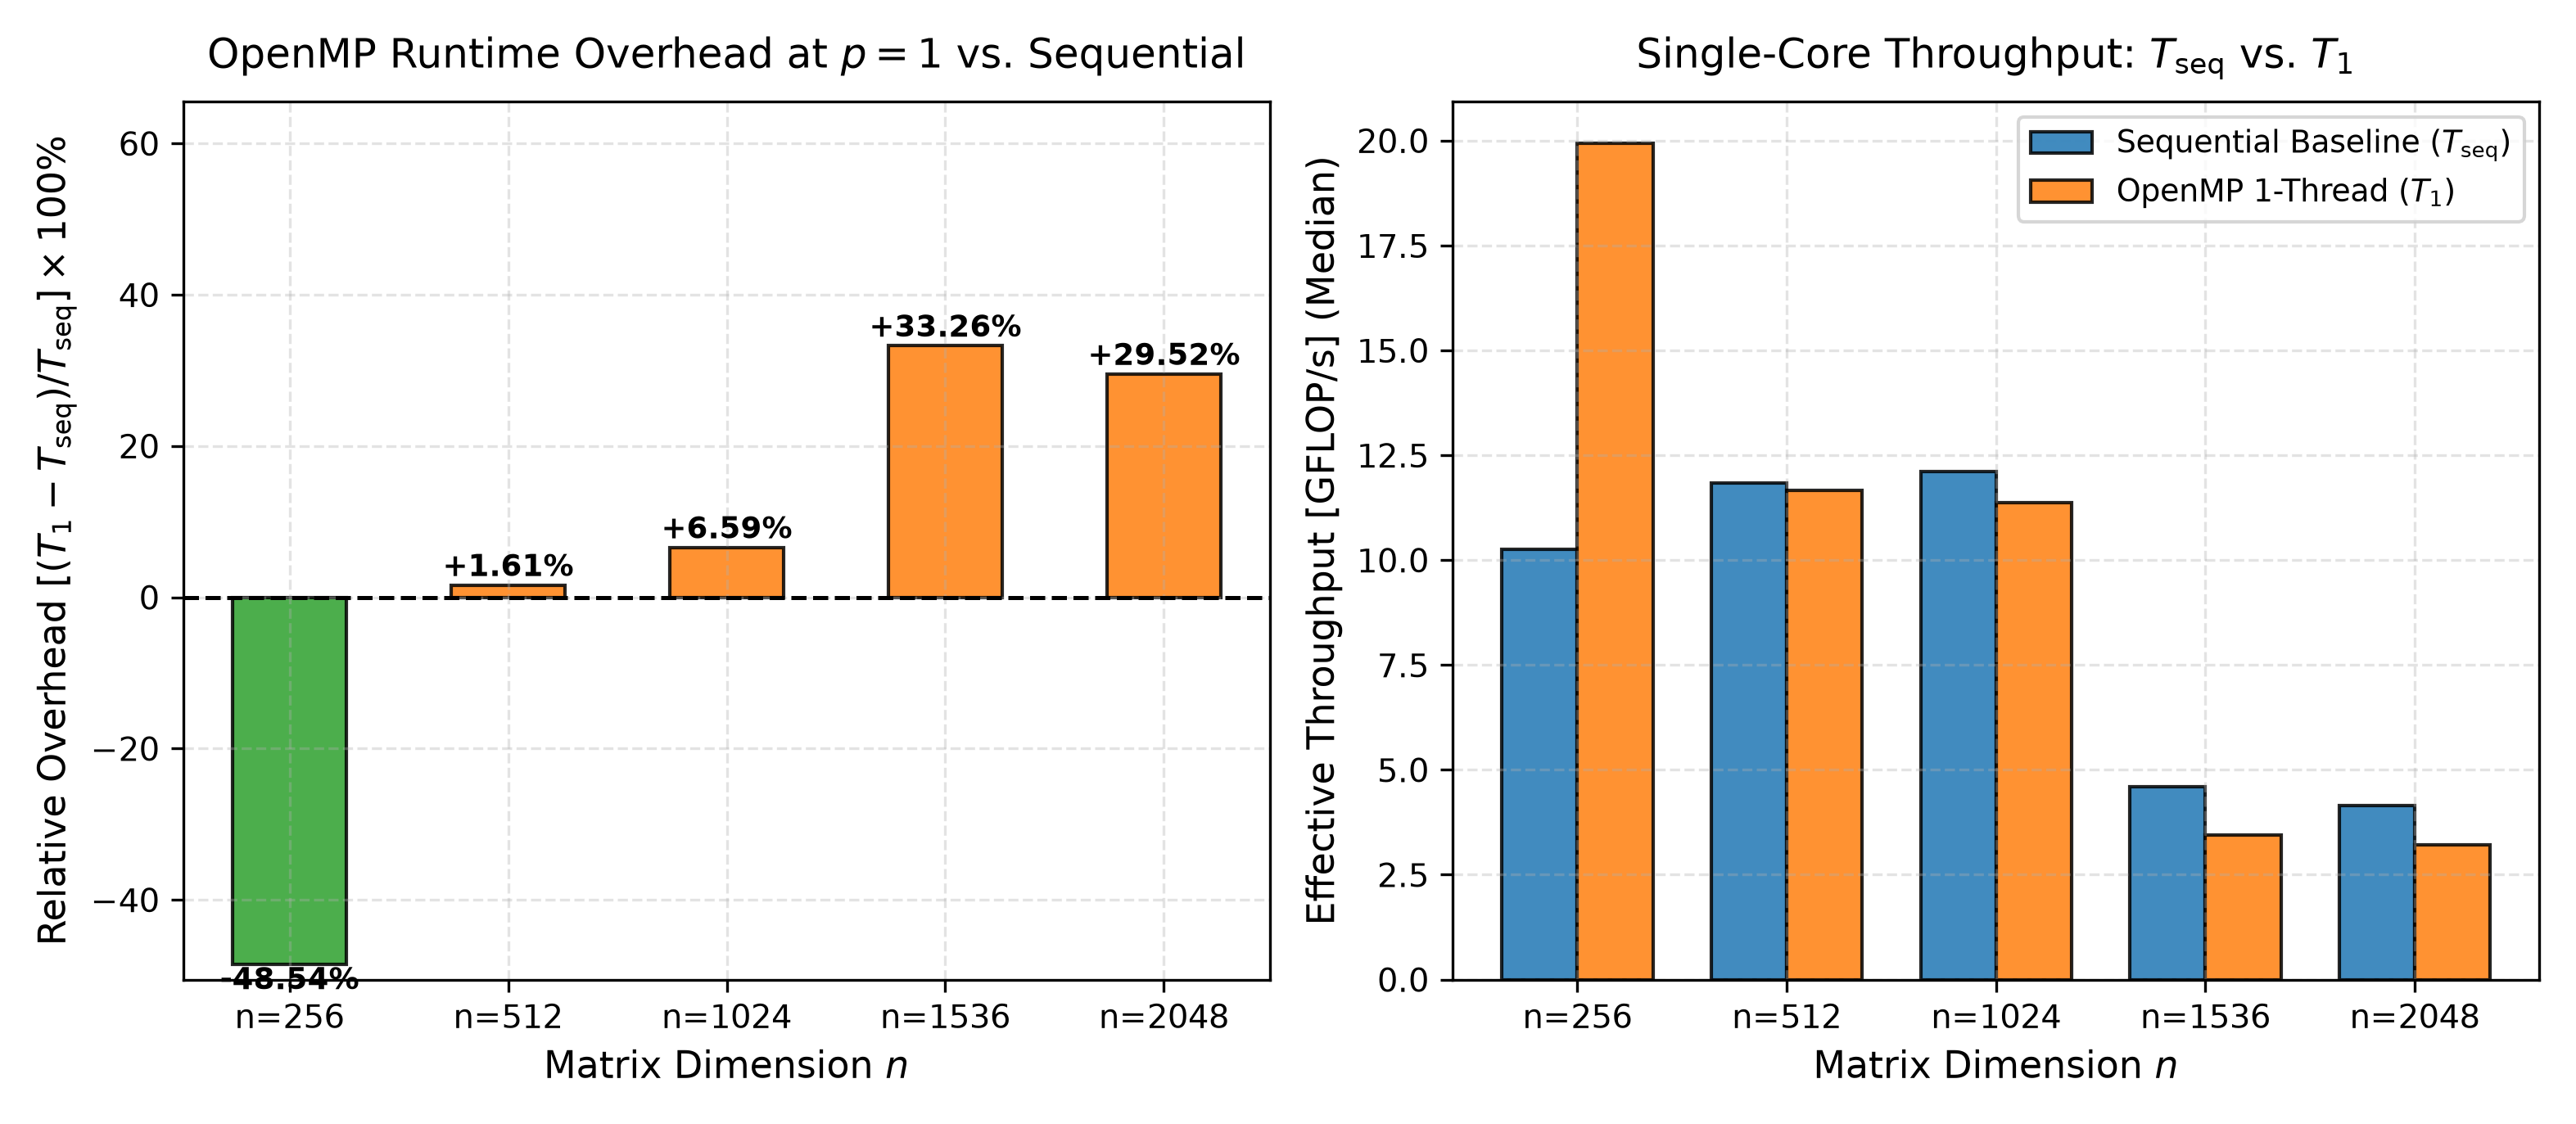 OpenMP Runtime Overhead at p = 1 vs. Sequential
Relative Overhead [(T₁ − Tseq)/Tseq] × 100%
60
40
20
0
−20
−40
-48.54%
+1.61%
+6.59%
+33.26%
+29.52%
n=256
n=512
n=1024
n=1536
n=2048
Matrix Dimension n
Single-Core Throughput: Tseq vs. T₁
Effective Throughput [GFLOP/s] (Median)
20.0
17.5
15.0
12.5
10.0
7.5
5.0
2.5
0.0
Sequential Baseline (Tseq)
OpenMP 1-Thread (T₁)
n=256
n=512
n=1024
n=1536
n=2048
Matrix Dimension n